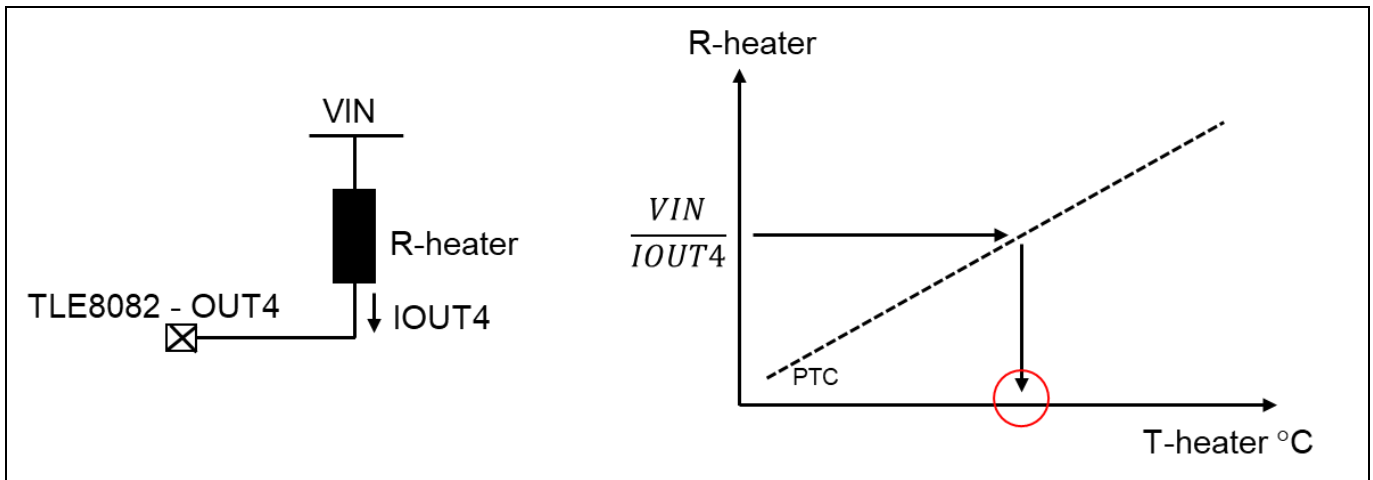 VIN
R-heater
TLE8082 - OUT4
IOUT4
R-heater
VIN
IOUT4
PTC
T-heater °C